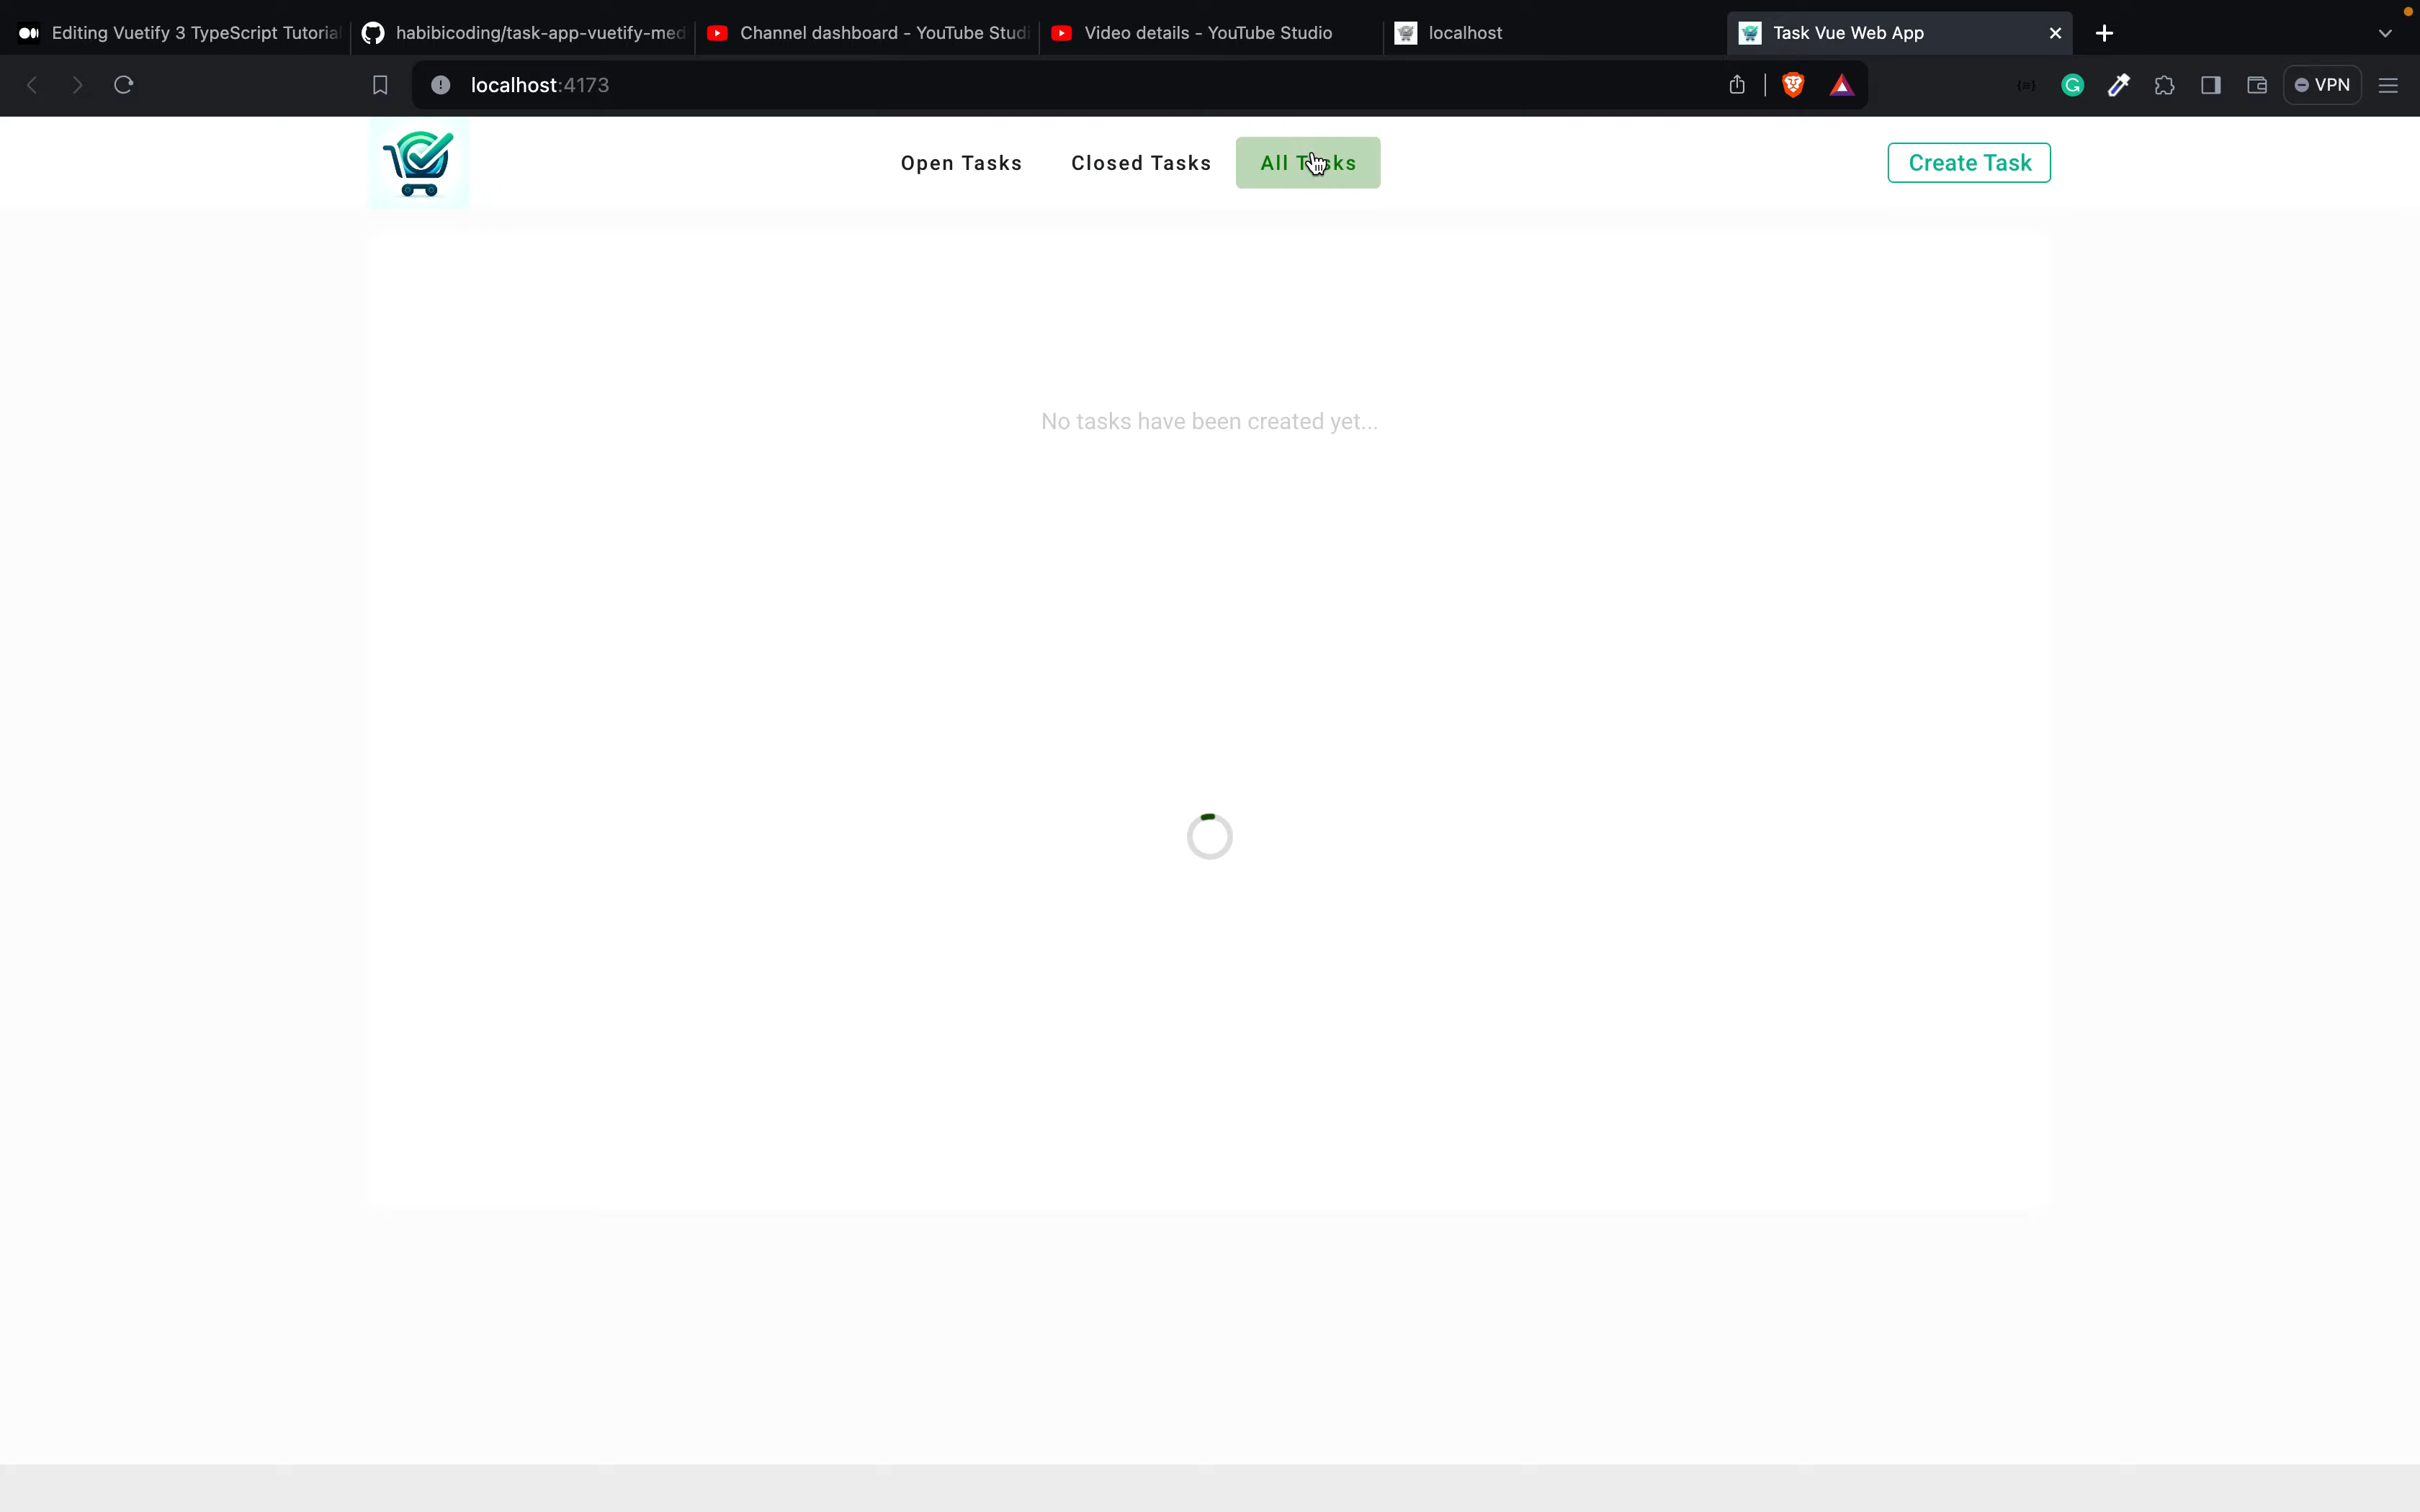 Editing Vuetify 3 TypeScript Tutorial
habibicoding/task-app-vuetify-med
Channel dashboard - YouTube Studi
Video details - YouTube Studio
localhost
Task Vue Web App
localhost:4173
VPN
Open Tasks
Closed Tasks
All Tasks
Create Task
No tasks have been created yet...